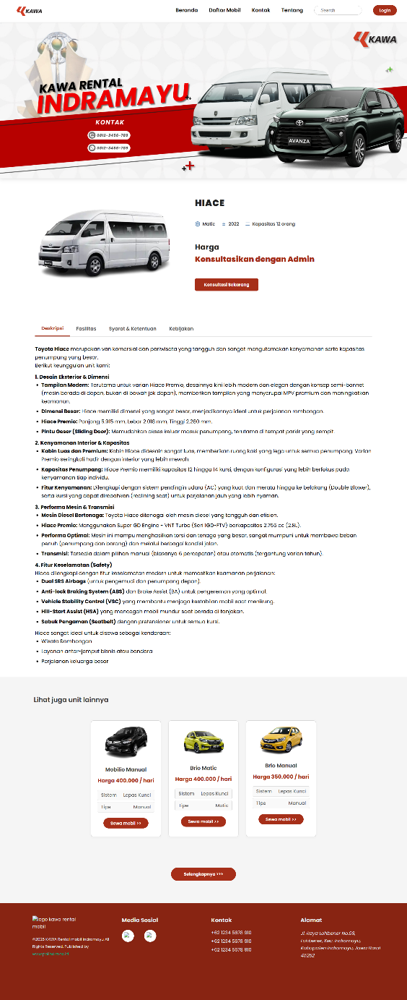 KAWA
Beranda
Daftar Mobil
Kontak
Tentang
Search
Login
KAWA
KAWA RENTAL
INDRAMAYU
KONTAK
0812-3456-789
0812-3456-789
AVANZA
HIACE
Matic
2022
Kapasitas 12 orang
Harga
Konsultasikan dengan Admin
Konsultasi Sekarang
Deskripsi
Fasilitas
Syarat & Ketentuan
Kebijakan
Toyota Hiace merupakan van komersial dan pariwisata yang tangguh dan sangat mengutamakan kenyamanan serta kapasitas
penumpang yang besar.
Berikut keunggulan unit kami:
1. Desain Eksterior & Dimensi
• Tampilan Modern: Terutama untuk varian Hiace Premio, desainnya kini lebih modern dan elegan dengan konsep semi-bonnet
(mesin berada di depan, bukan di bawah jok depan), memberikan tampilan yang menyerupai MPV premium dan meningkatkan
keamanan.
• Dimensi Besar: Hiace memiliki dimensi yang sangat besar, menjadikannya ideal untuk perjalanan rombongan.
• Hiace Premio: Panjang 5.915 mm, Lebar 2.018 mm, Tinggi 2.280 mm.
• Pintu Geser (Sliding Door): Memudahkan akses keluar masuk penumpang, terutama di tempat parkir yang sempit.
2. Kenyamanan Interior & Kapasitas
• Kabin Luas dan Premium: Kabin Hiace didesain sangat luas, memberikan ruang kaki yang lega untuk semua penumpang. Varian
Premio seringkali hadir dengan interior yang lebih mewah.
• Kapasitas Penumpang: Hiace Premio memiliki kapasitas 12 hingga 14 kursi, dengan konfigurasi yang lebih berfokus pada
kenyamanan tiap individu.
• Fitur Kenyamanan: Dilengkapi dengan sistem pendingin udara (AC) yang kuat dan merata hingga ke belakang (Double Blower),
serta kursi yang dapat direbahkan (reclining seat) untuk perjalanan jauh yang lebih nyaman.
3. Performa Mesin & Transmisi
• Mesin Diesel Bertenaga: Toyota Hiace ditenagai oleh mesin diesel yang tangguh dan efisien.
• Hiace Premio: Menggunakan Super GD Engine - VNT Turbo (Seri 1GD-FTV) berkapasitas 2.755 cc (2.8L).
• Performa Optimal: Mesin ini mampu menghasilkan torsi dan tenaga yang besar, sangat mumpuni untuk membawa beban
penuh (penumpang dan barang) dan melalui berbagai kondisi jalan.
• Transmisi: Tersedia dalam pilihan manual (biasanya 6 percepatan) atau otomatis (tergantung varian tahun).
4. Fitur Keselamatan (Safety)
Hiace dilengkapi dengan fitur keselamatan modern untuk memastikan keamanan perjalanan:
• Dual SRS Airbags (untuk pengemudi dan penumpang depan).
• Anti-lock Braking System (ABS) dan Brake Assist (BA) untuk pengereman yang optimal.
• Vehicle Stability Control (VSC) yang membantu menjaga kestabilan mobil saat menikung.
• Hill-Start Assist (HSA) yang mencegah mobil mundur saat berada di tanjakan.
• Sabuk Pengaman (Seatbelt) dengan pretensioner untuk semua kursi.
Hiace sangat ideal untuk disewa sebagai kendaraan:
• Wisata Rombongan
• Layanan antar-jemput bisnis atau bandara
• Perjalanan keluarga besar
Lihat juga unit lainnya
Mobilio Manual
Harga 400.000 / hari
Sistem Lepas Kunci
Tipe Manual
Sewa mobil >>
Brio Matic
Harga 400.000 / hari
Sistem Lepas Kunci
Tipe Matic
Sewa mobil >>
Brio Manual
Harga 350.000 / hari
Sistem Lepas Kunci
Tipe Manual
Sewa mobil >>
Selengkapnya >>>
logo kawa rental
mobil
©2025 KAWA Rental mobil Indramayu All
Rights Reserved. Published by
Media Sosial
Kontak
+62 1234 5678 910
+62 1234 5678 910
+62 1234 5678 910
Alamat
Jl. Raya Lohbener No.08,
Lohbener, Kec. Indramayu,
Kabupaten Indramayu, Jawa Barat
45252